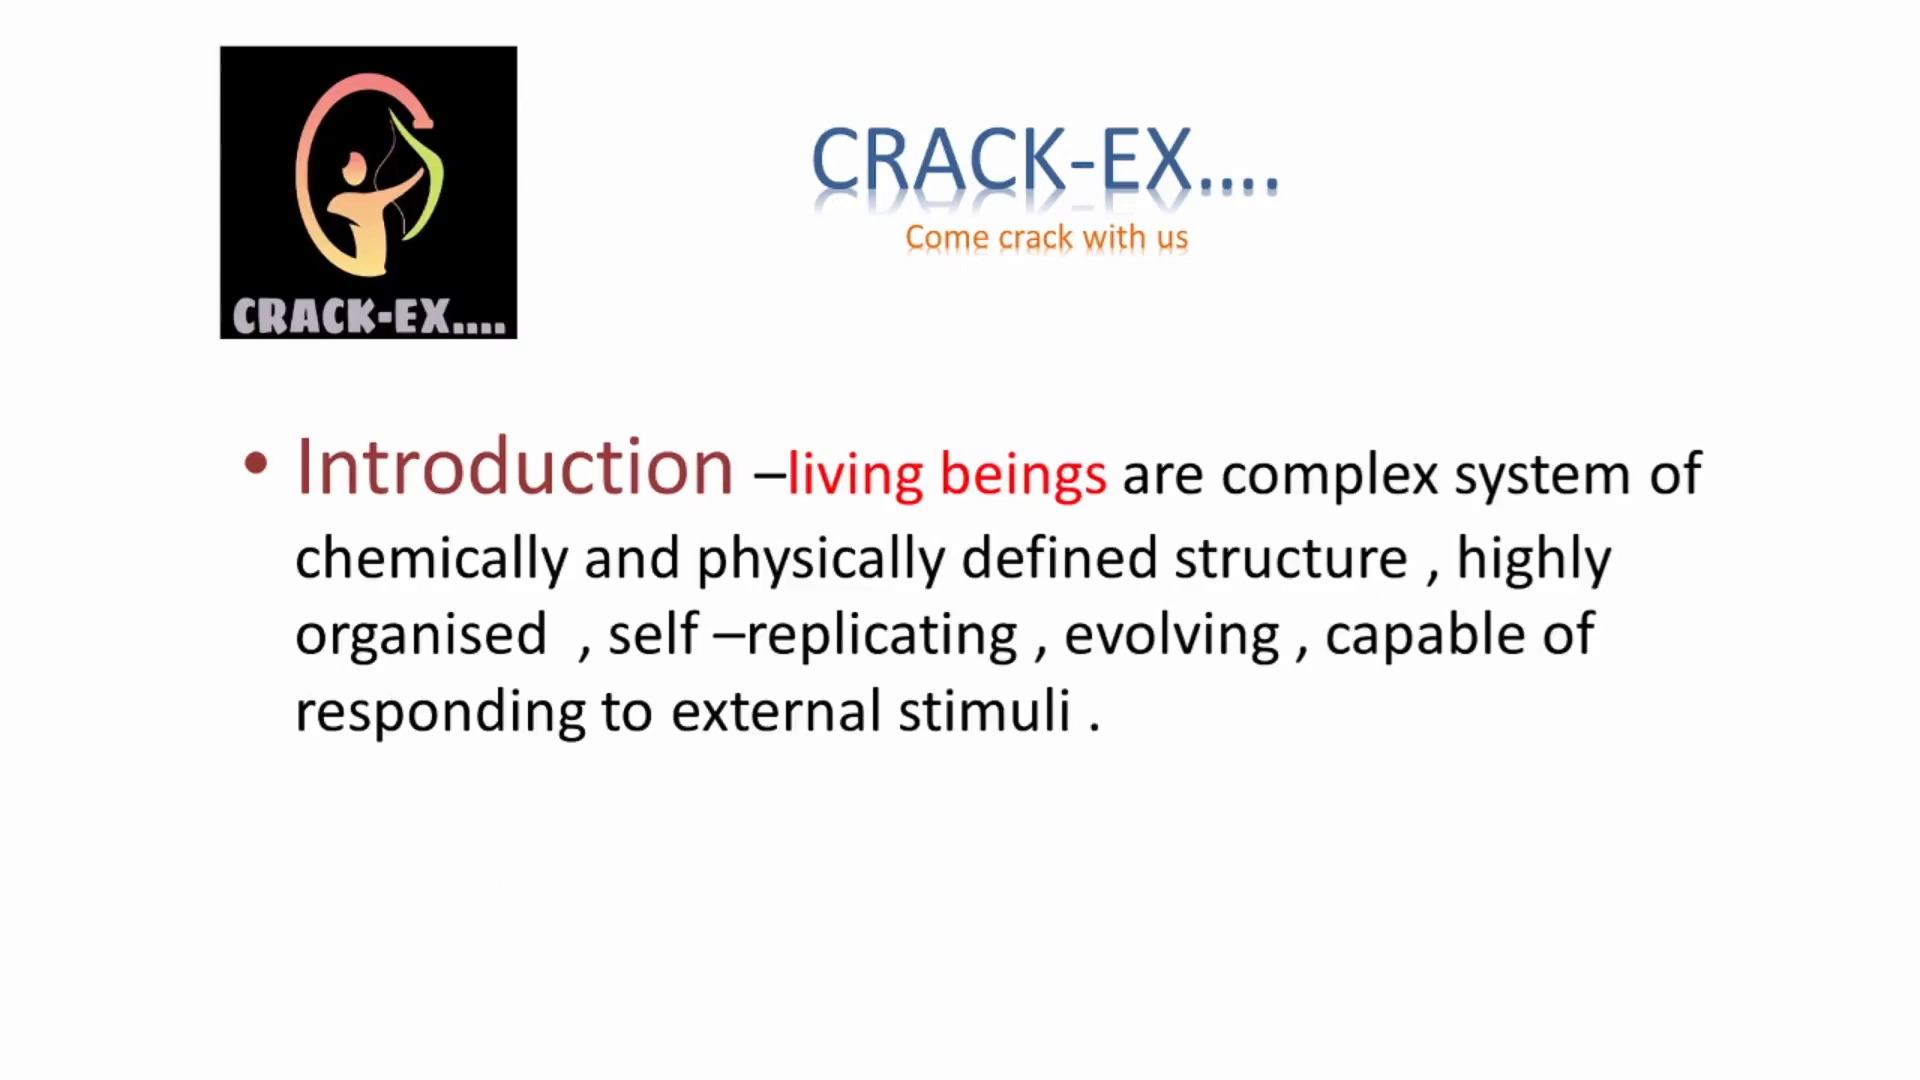 CRACK-EX....
CRACK-EX....
Come crack with us
• Introduction –living beings are complex system of
chemically and physically defined structure , highly
organised  , self –replicating , evolving , capable of
responding to external stimuli .